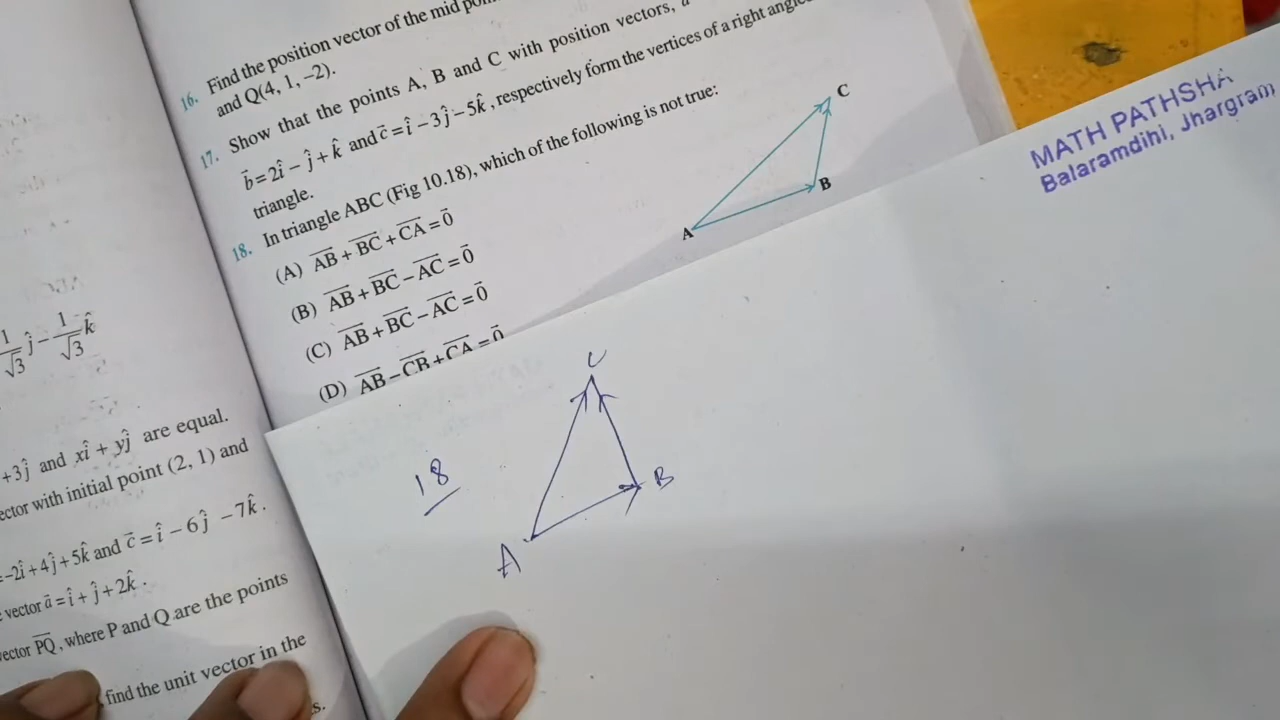 1/√3 ĵ − 1/√3 k̂
+3ĵ and xî + yĵ are equal.
ector with initial point (2, 1) and
=−2î+4ĵ+5k̂ and c⃗ = î − 6ĵ − 7k̂.
vector a⃗ = î + ĵ + 2k̂.
ector PQ⃗, where P and Q are the points
find the unit vector in the
s.
16. Find the position vector of the mid
and Q(4, 1, −2).
17. Show that the points A, B and C with position vectors,
b⃗ = 2î − ĵ + k̂ and c⃗ = î − 3ĵ − 5k̂, respectively form the vertices of a right
triangle.
18. In triangle ABC (Fig 10.18), which of the following is not true:
(A) AB⃗ + BC⃗ + CA⃗ = 0⃗
(B) AB⃗ + BC⃗ − AC⃗ = 0⃗
(C) AB⃗ + BC⃗ − AC⃗ = 0⃗
(D) AB⃗ − CB⃗ + CA⃗ = 0⃗
C
B
A
MATH PATHSHA
Balaramdihi, Jhargram
18
C
B
A